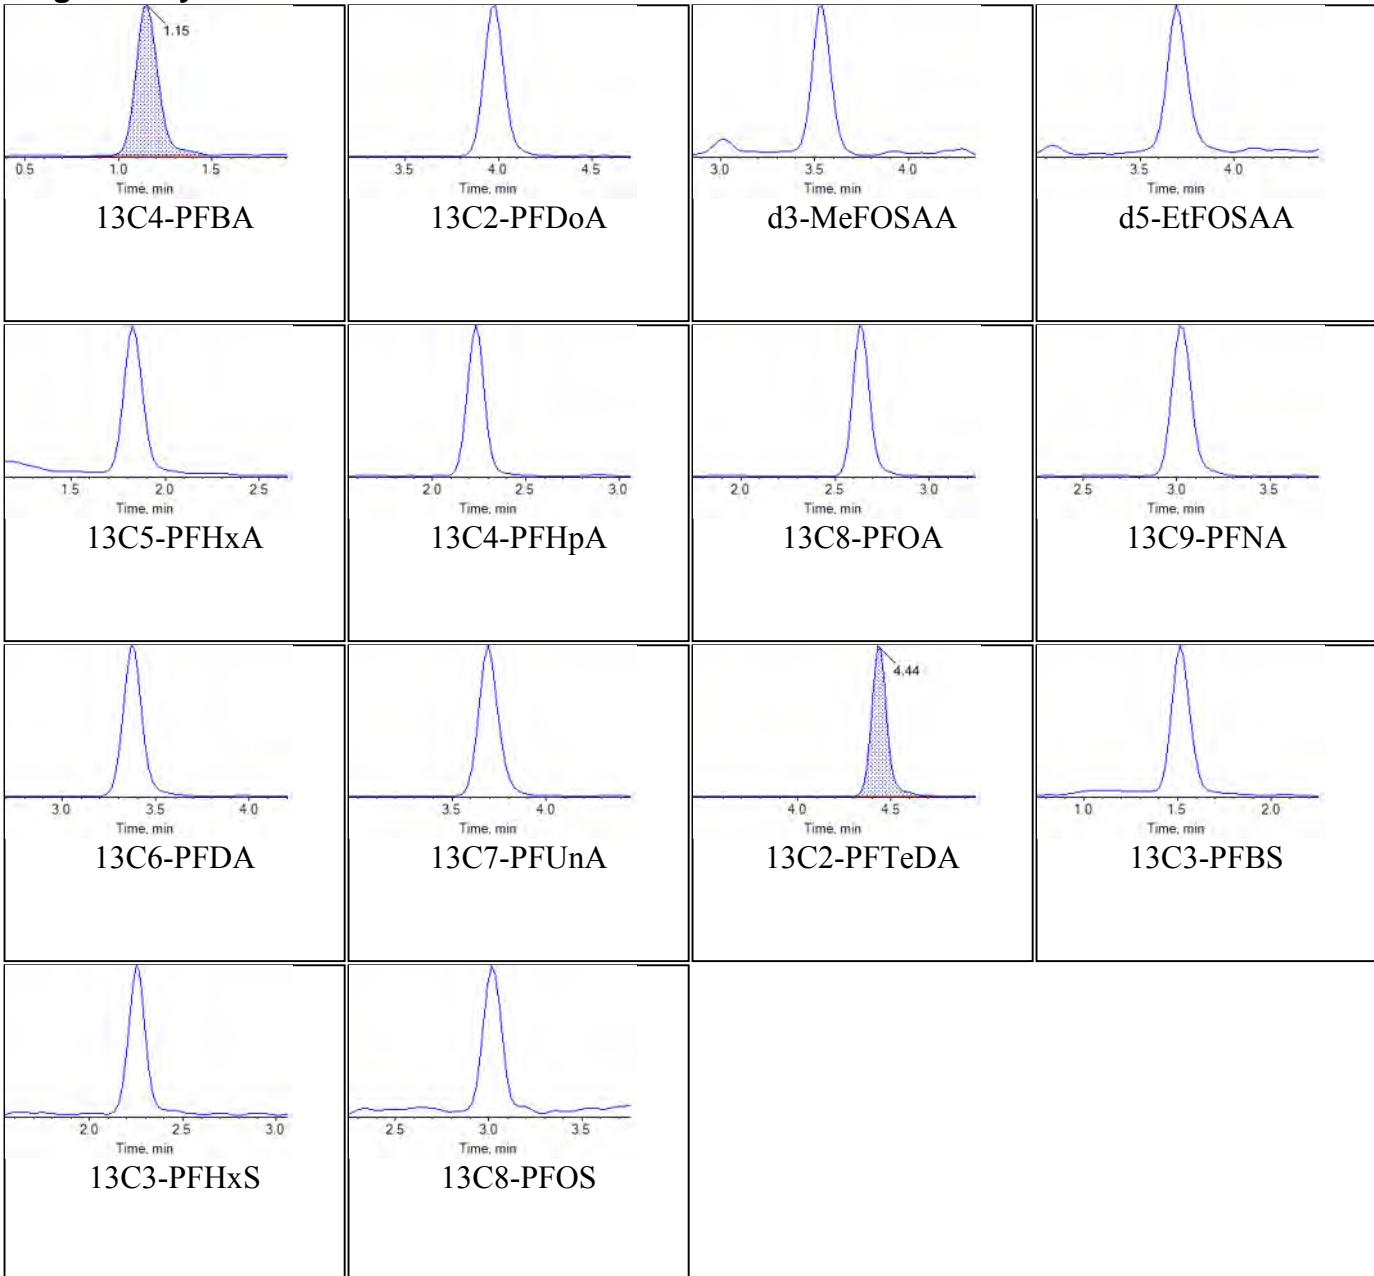 1.15
0.5 1.0 1.5
Time, min
13C4-PFBA
3.5 4.0 4.5
Time, min
13C2-PFDoA
3.0 3.5 4.0
Time, min
d3-MeFOSAA
3.5 4.0
Time, min
d5-EtFOSAA
1.5 2.0 2.5
Time, min
13C5-PFHxA
2.0 2.5 3.0
Time, min
13C4-PFHpA
2.0 2.5 3.0
Time, min
13C8-PFOA
2.5 3.0 3.5
Time, min
13C9-PFNA
3.0 3.5 4.0
Time, min
13C6-PFDA
3.5 4.0
Time, min
13C7-PFUnA
4.44
4.0 4.5
Time, min
13C2-PFTeDA
1.0 1.5 2.0
Time, min
13C3-PFBS
2.0 2.5 3.0
Time, min
13C3-PFHxS
2.5 3.0 3.5
Time, min
13C8-PFOS